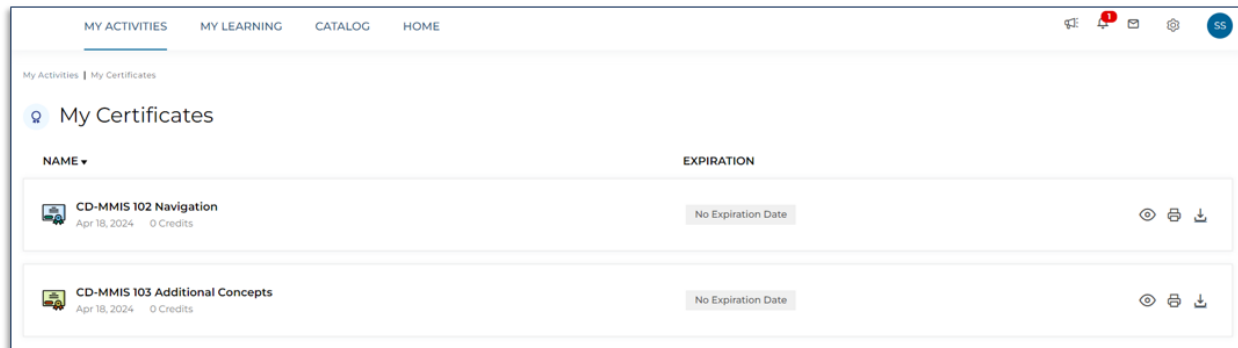 MY ACTIVITIES MY LEARNING CATALOG HOME 1 SS
My Activities | My Certificates
My Certificates
NAME EXPIRATION
CD-MMIS 102 Navigation
Apr 18, 2024 0 Credits
No Expiration Date
CD-MMIS 103 Additional Concepts
Apr 18, 2024 0 Credits
No Expiration Date